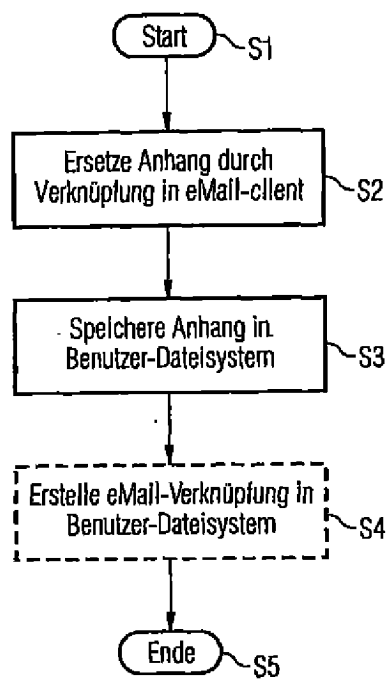 Start
S1
Ersetze Anhang durch
Verknüpfung in eMail-client
S2
Speichere Anhang in
Benutzer-Dateisystem
S3
Erstelle eMail-Verknüpfung in
Benutzer-Dateisystem
S4
Ende
S5